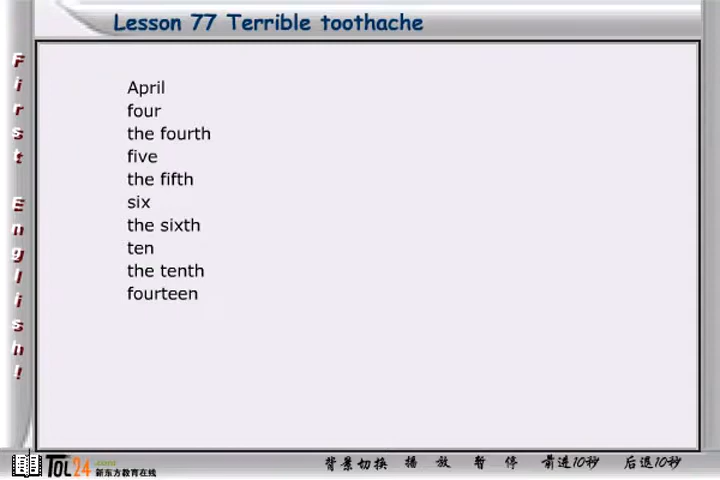 Lesson 77 Terrible toothache
First English!
April
four
the fourth
five
the fifth
six
the sixth
ten
the tenth
fourteen
TOL24.com
新东方教育在线
背景切换 播放 暂停 前进10秒 后退10秒